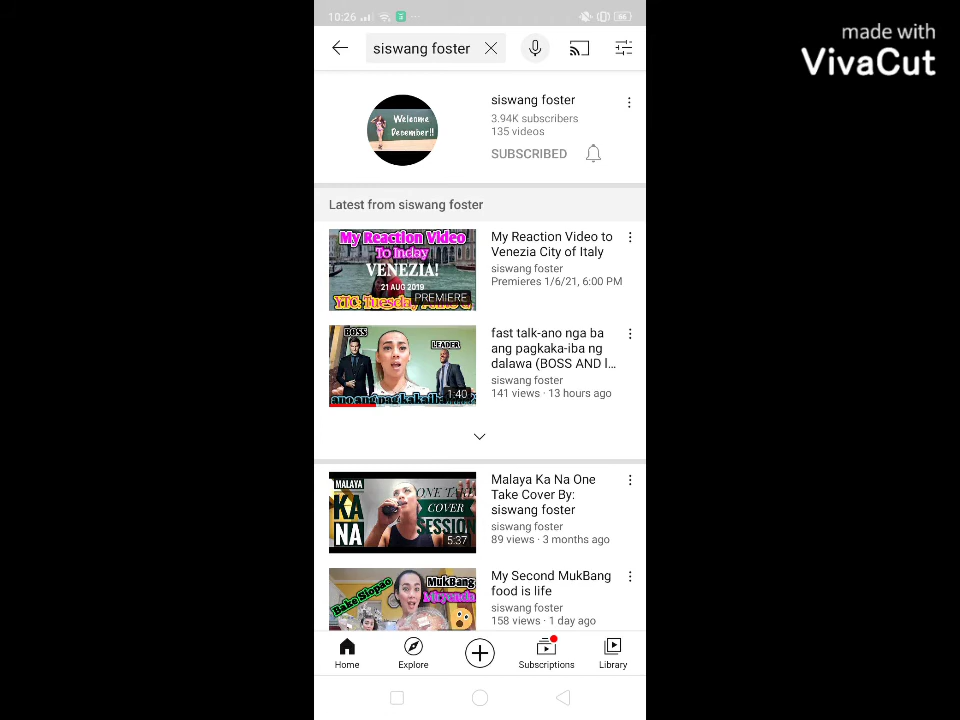 10:26
66
made with
VivaCut
siswang foster
Welcome
December!!
siswang foster
3.94K subscribers
135 videos
SUBSCRIBED
Latest from siswang foster
My Reaction Video
To Inday
VENEZIA!
21 AUG 2019
PREMIERE
My Reaction Video to
Venezia City of Italy
siswang foster
Premieres 1/6/21, 6:00 PM
BOSS
LEADER
1:40
fast talk-ano nga ba
ang pagkaka-iba ng
dalawa (BOSS AND l...
siswang foster
141 views · 13 hours ago
MALAYA
KA
NA
ONE TAKE
COVER
SESSION
5:37
Malaya Ka Na One
Take Cover By:
siswang foster
siswang foster
89 views · 3 months ago
Bake Siopao
MukBang
Miryenda
My Second MukBang
food is life
siswang foster
158 views · 1 day ago
Home
Explore
Subscriptions
Library